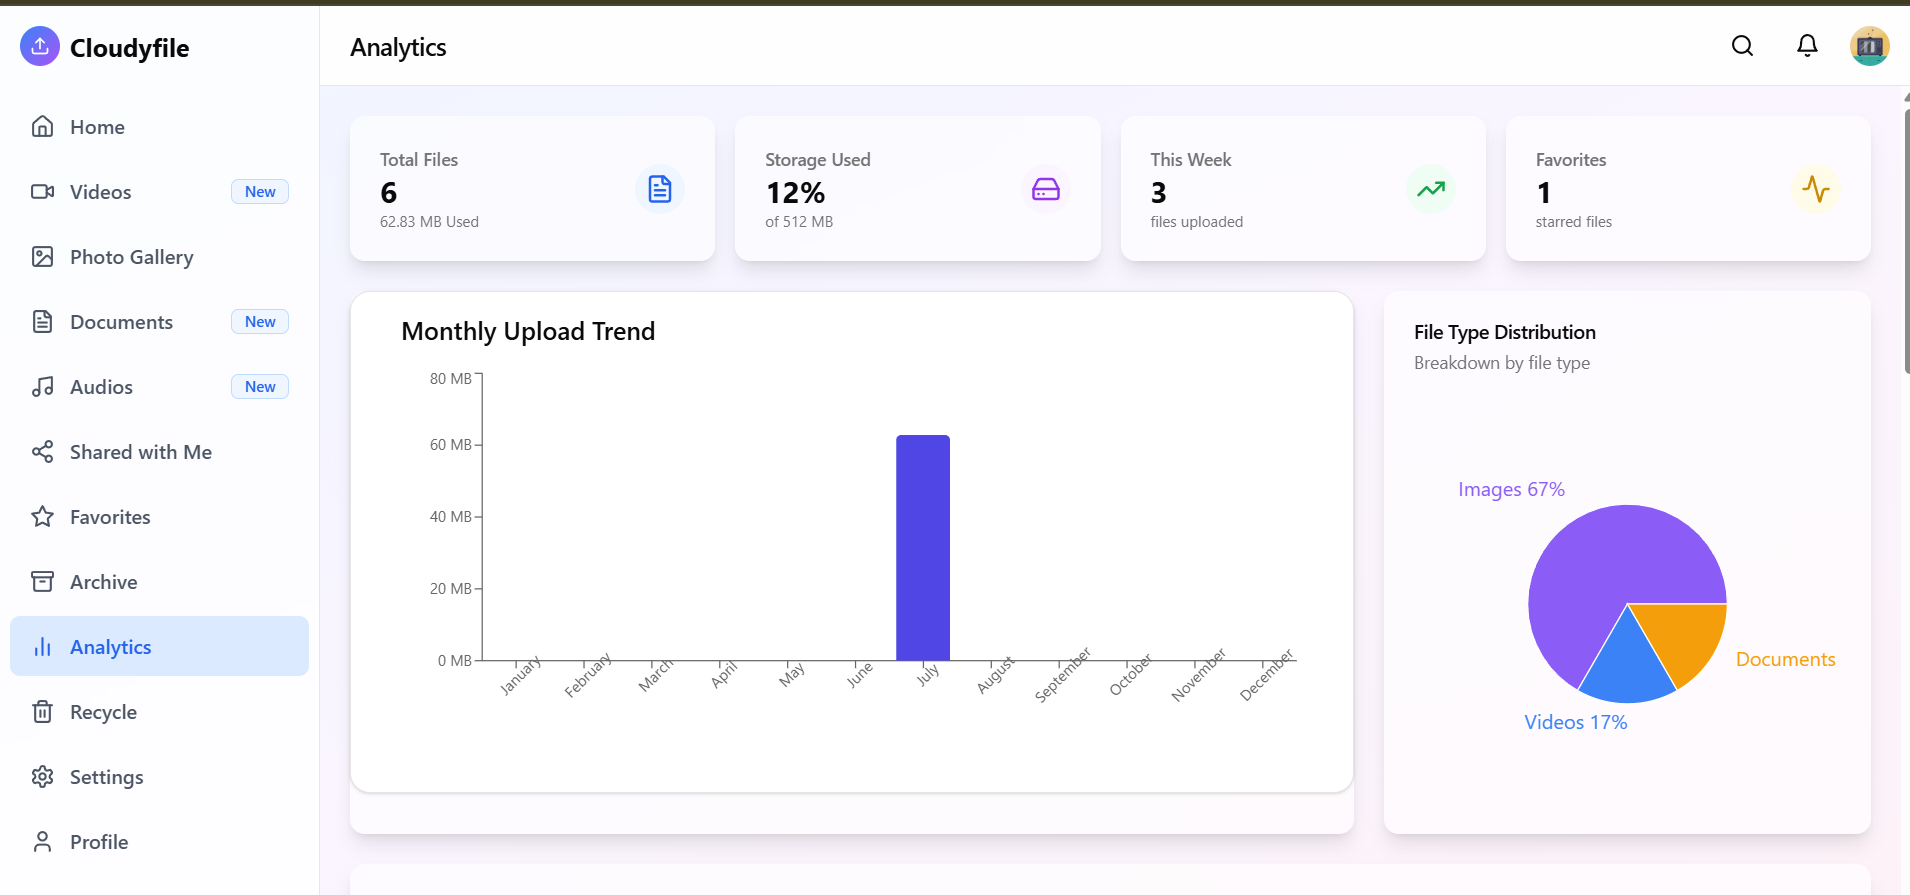 Cloudyfile
Home
Videos New
Photo Gallery
Documents New
Audios New
Shared with Me
Favorites
Archive
Analytics
Recycle
Settings
Profile
Analytics
Total Files
6
62.83 MB Used
Storage Used
12%
of 512 MB
This Week
3
files uploaded
Favorites
1
starred files
Monthly Upload Trend
80 MB
60 MB
40 MB
20 MB
0 MB
January February March April May June July August September October November December
File Type Distribution
Breakdown by file type
Images 67%
Documents
Videos 17%